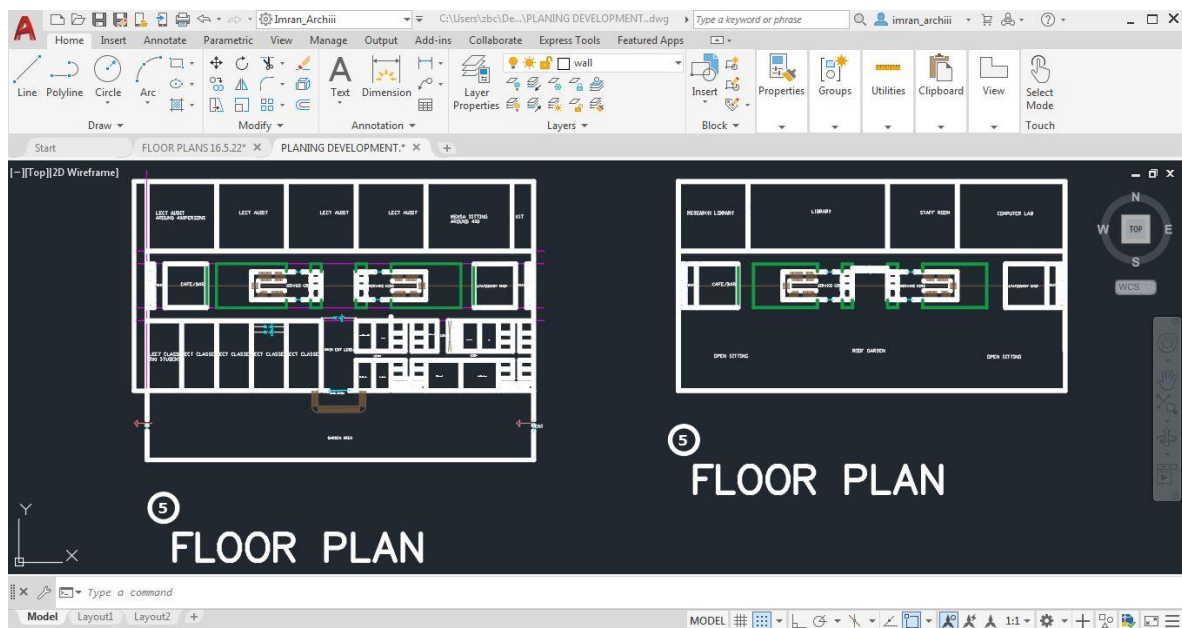 Imran_Archiii
C:\Users\zbc\De...\PLANING DEVELOPMENT..dwg
Type a keyword or phrase
imran_archiii
Home Insert Annotate Parametric View Manage Output Add-ins Collaborate Express Tools Featured Apps
wall
Line Polyline Circle Arc
Text Dimension
Layer Properties
Insert
Properties Groups Utilities Clipboard View
Select Mode
Draw Modify Annotation Layers Block Touch
Start FLOOR PLANS 16.5.22* PLANING DEVELOPMENT.* +
[-][Top][2D Wireframe]
LECT AUDIT
LECT AUDIT
LECT AUDIT
LECT AUDIT
KIT
CAFE/BAR
GARDEN AREA
5
FLOOR PLAN
RESEARCH LIBRARY
LIBRARY
STAFF ROOM
COMPUTER LAB
CAFE/BAR
OPEN SITTING
ROOF GARDEN
OPEN SITTING
5
FLOOR PLAN
N
W TOP E
S
WCS
Y
X
Type a command
Model Layout1 Layout2 +
MODEL 1:1